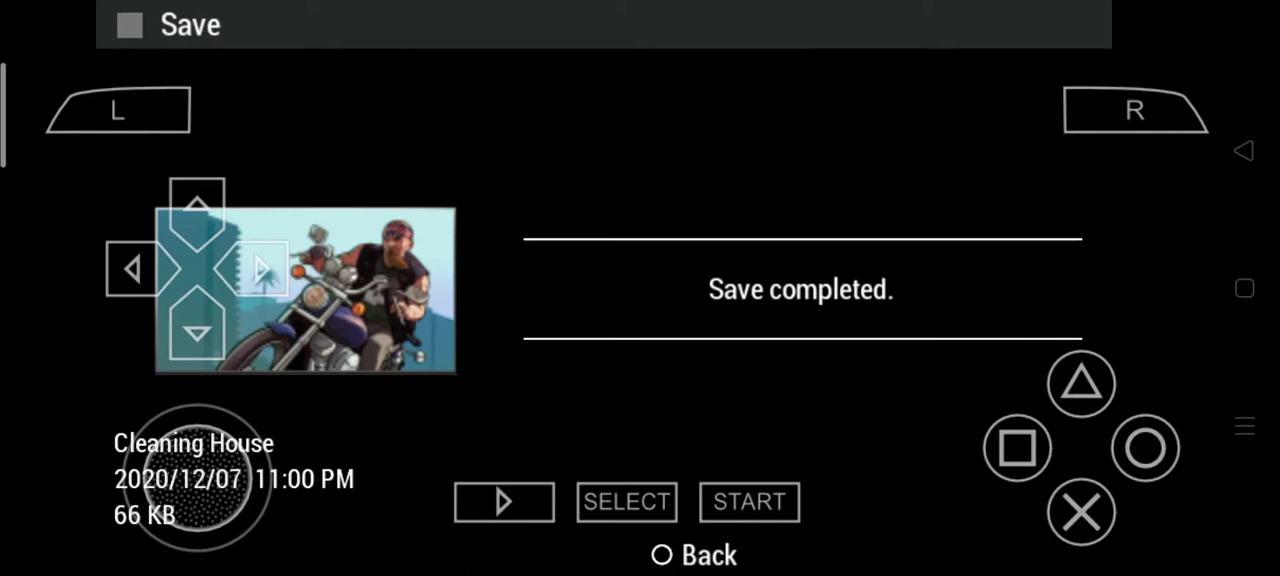 Save
L
R
Save completed.
Cleaning House
2020/12/07 11:00 PM
66 KB
SELECT
START
Back